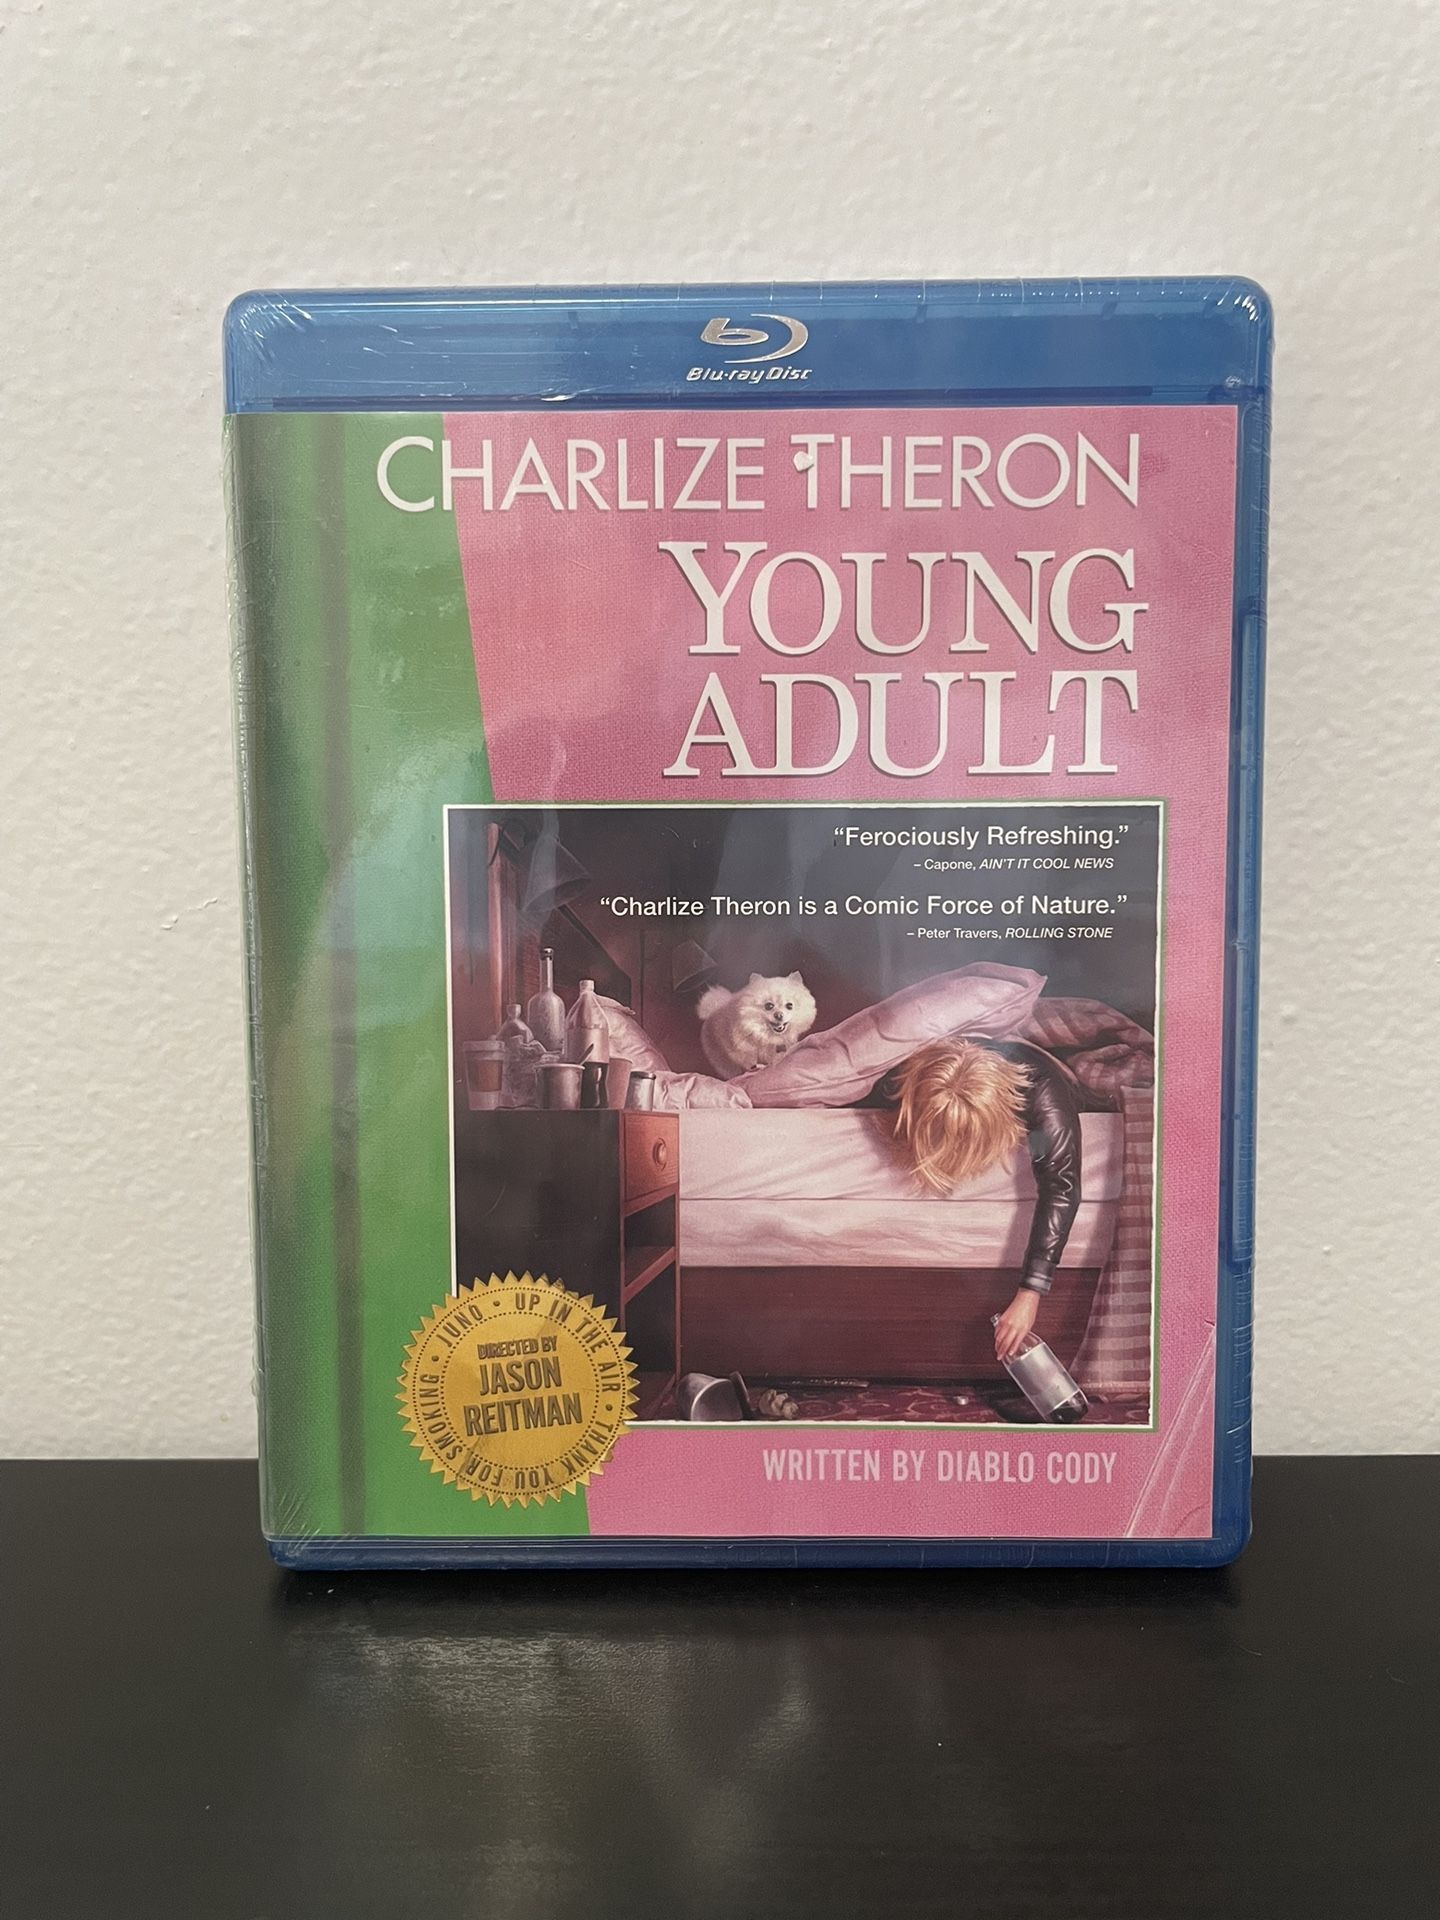 Blu-ray Disc
CHARLIZE THERON
YOUNG
ADULT
“Ferociously Refreshing.”
– Capone, AIN'T IT COOL NEWS
“Charlize Theron is a Comic Force of Nature.”
– Peter Travers, ROLLING STONE
JUNO • UP IN THE AIR • THANK YOU FOR SMOKING •
DIRECTED BY
JASON
REITMAN
WRITTEN BY DIABLO CODY